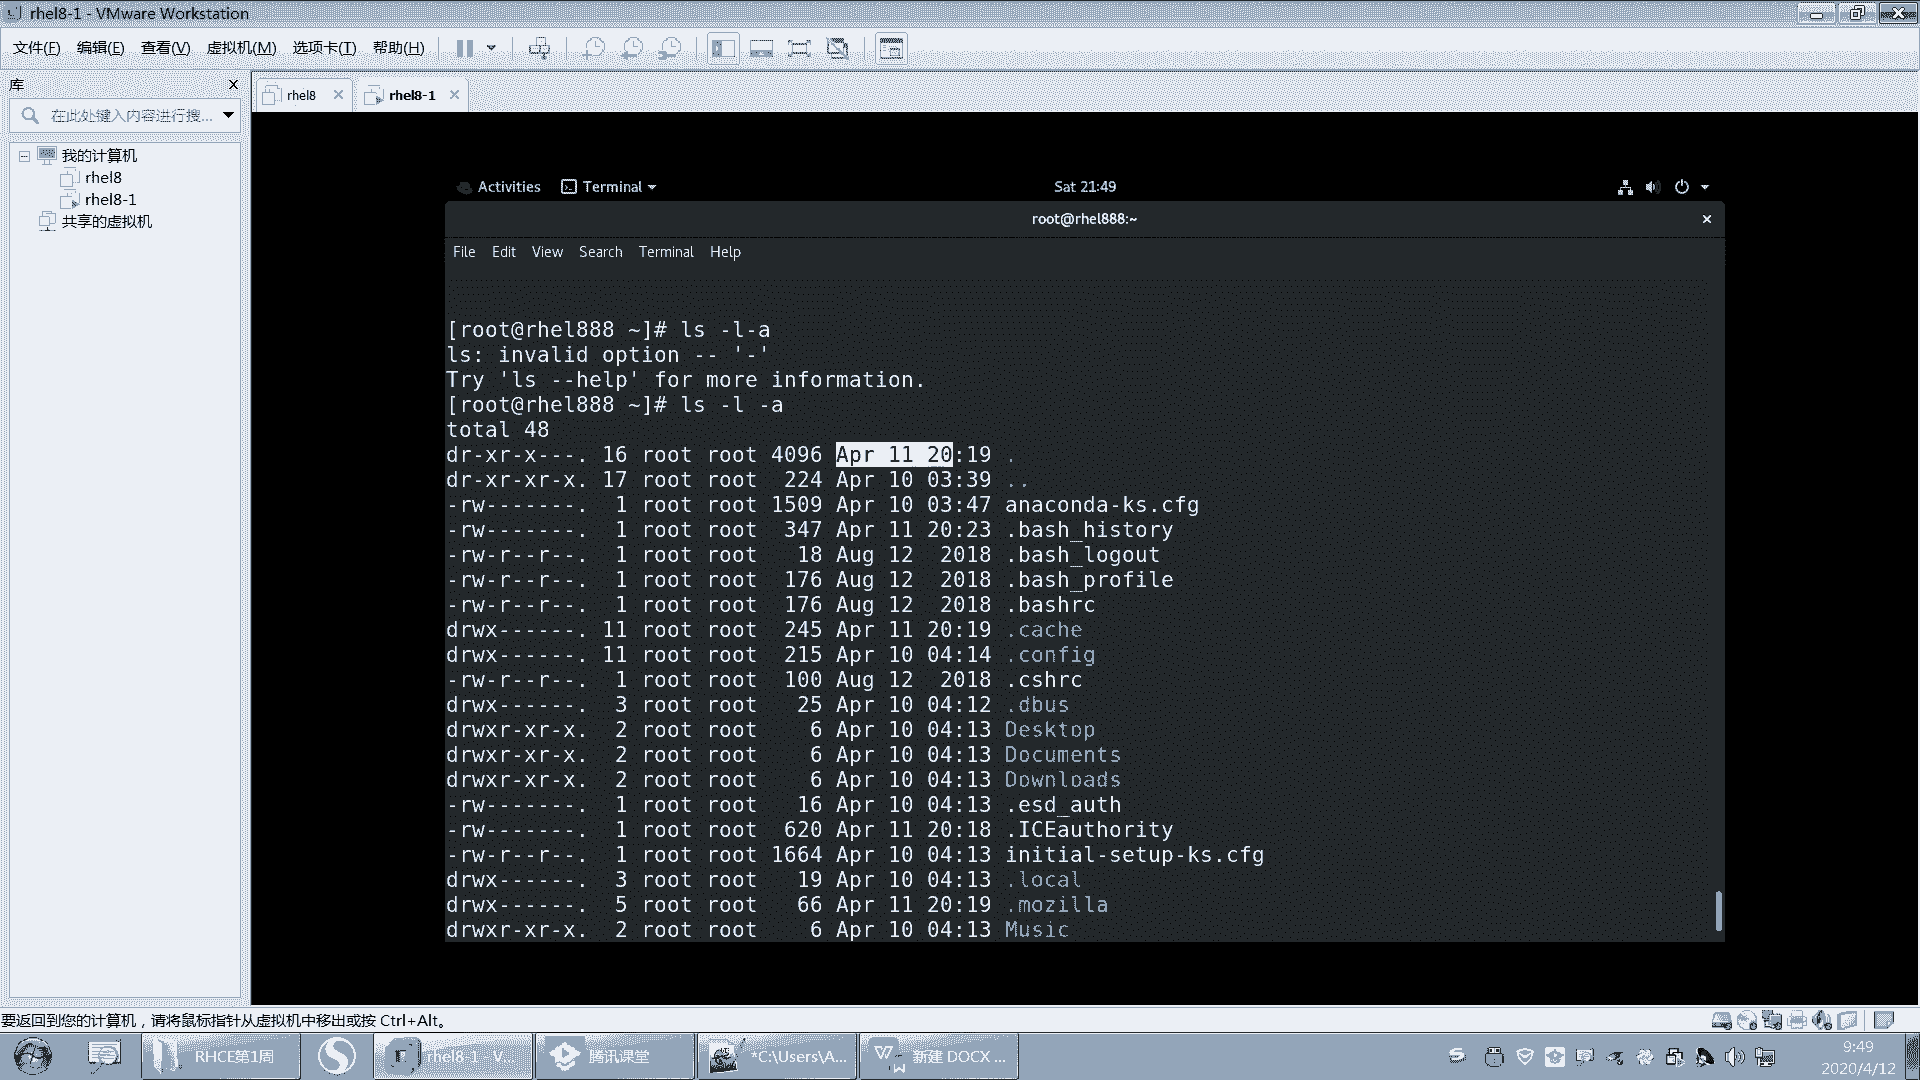 rhel8-1 - VMware Workstation
文件(F) 编辑(E) 查看(V) 虚拟机(M) 选项卡(T) 帮助(H)
库
在此处键入内容进行搜...
我的计算机
rhel8
rhel8-1
共享的虚拟机
rhel8 rhel8-1
Activities Terminal Sat 21:49
root@rhel888:~
File Edit View Search Terminal Help
[root@rhel888 ~]# ls -l-a
ls: invalid option -- '-'
Try 'ls --help' for more information.
[root@rhel888 ~]# ls -l -a
total 48
dr-xr-x---. 16 root root 4096 Apr 11 20:19 .
dr-xr-xr-x. 17 root root  224 Apr 10 03:39 ..
-rw-------.  1 root root 1509 Apr 10 03:47 anaconda-ks.cfg
-rw-------.  1 root root  347 Apr 11 20:23 .bash_history
-rw-r--r--.  1 root root   18 Aug 12  2018 .bash_logout
-rw-r--r--.  1 root root  176 Aug 12  2018 .bash_profile
-rw-r--r--.  1 root root  176 Aug 12  2018 .bashrc
drwx------. 11 root root  245 Apr 11 20:19 .cache
drwx------. 11 root root  215 Apr 10 04:14 .config
-rw-r--r--.  1 root root  100 Aug 12  2018 .cshrc
drwx------.  3 root root   25 Apr 10 04:12 .dbus
drwxr-xr-x.  2 root root    6 Apr 10 04:13 Desktop
drwxr-xr-x.  2 root root    6 Apr 10 04:13 Documents
drwxr-xr-x.  2 root root    6 Apr 10 04:13 Downloads
-rw-------.  1 root root   16 Apr 10 04:13 .esd_auth
-rw-------.  1 root root  620 Apr 11 20:18 .ICEauthority
-rw-r--r--.  1 root root 1664 Apr 10 04:13 initial-setup-ks.cfg
drwx------.  3 root root   19 Apr 10 04:13 .local
drwx------.  5 root root   66 Apr 11 20:19 .mozilla
drwxr-xr-x.  2 root root    6 Apr 10 04:13 Music
要返回到您的计算机，请将鼠标指针从虚拟机中移出或按 Ctrl+Alt。
RHCE第1周 rhel8-1 - V... 腾讯课堂 *C:\Users\A... 新建 DOCX ...
9:49
2020/4/12